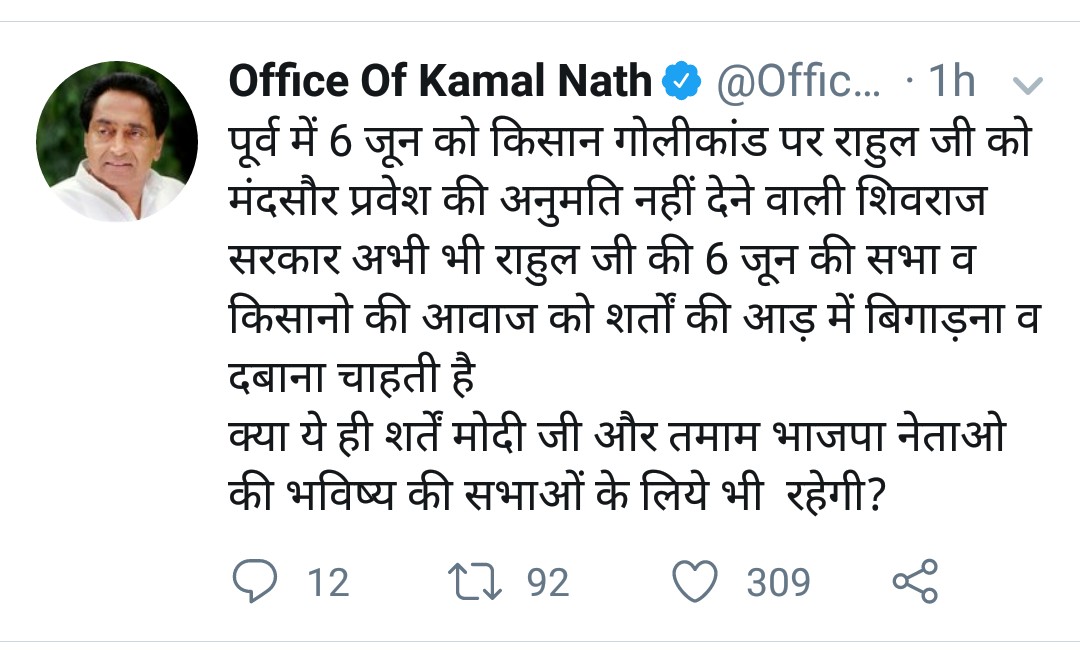 Office Of Kamal Nath @Offic... · 1h
पूर्व में 6 जून को किसान गोलीकांड पर राहुल जी को
मंदसौर प्रवेश की अनुमति नहीं देने वाली शिवराज
सरकार अभी भी राहुल जी की 6 जून की सभा व
किसानो की आवाज को शर्तों की आड़ में बिगाड़ना व
दबाना चाहती है
क्या ये ही शर्तें मोदी जी और तमाम भाजपा नेताओ
की भविष्य की सभाओं के लिये भी रहेगी?
12 92 309